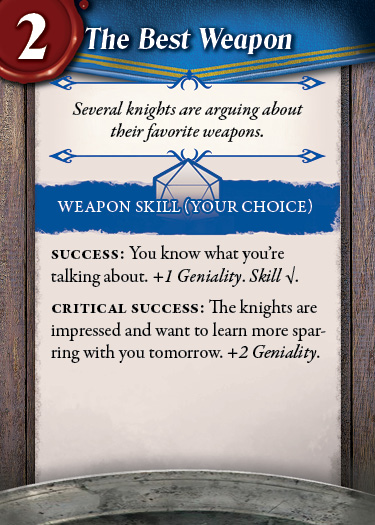 2
The Best Weapon
Several knights are arguing about
their favorite weapons.
WEAPON SKILL (YOUR CHOICE)
SUCCESS: You know what you're
talking about. +1 Geniality. Skill √.
CRITICAL SUCCESS: The knights are
impressed and want to learn more spar-
ring with you tomorrow. +2 Geniality.